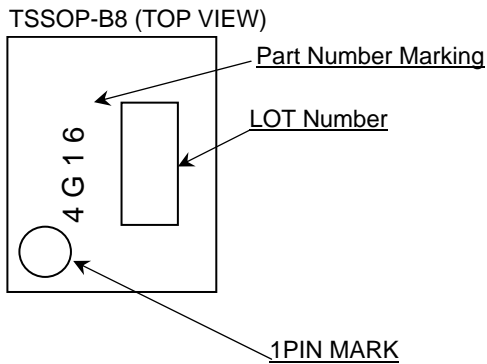 TSSOP-B8 (TOP VIEW)
Part Number Marking
LOT Number
4G16
1PIN MARK